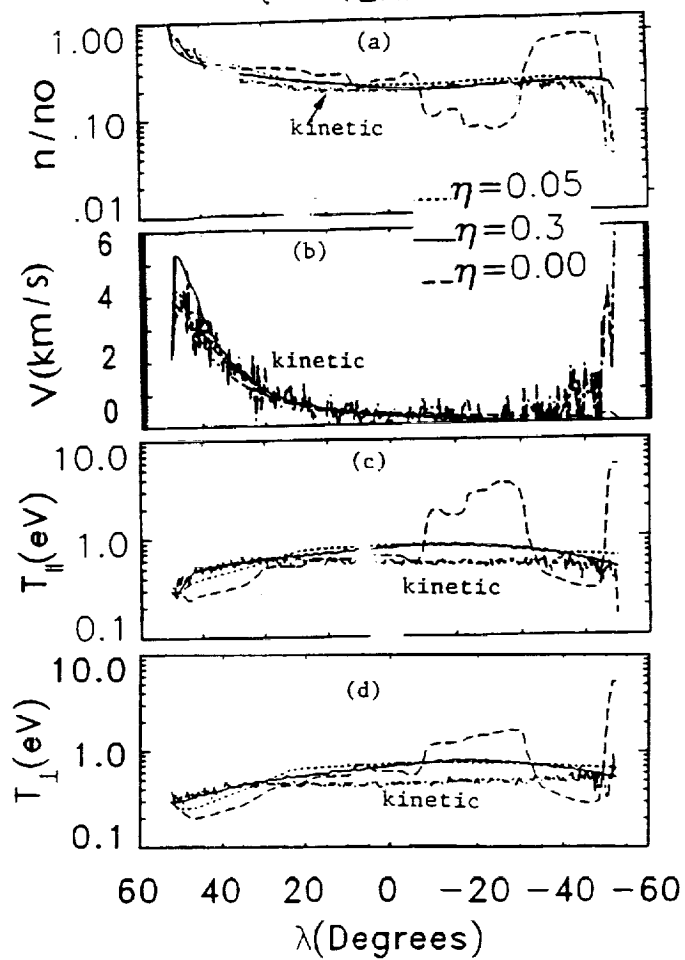 1.00
0.10
.01
n/no
(a)
kinetic
η=0.05
η=0.3
η=0.00
6
4
2
0
V(km/s)
(b)
kinetic
10.0
1.0
0.1
T∥(eV)
(c)
kinetic
10.0
1.0
0.1
T⊥(eV)
(d)
kinetic
60 40 20 0 −20 −40 −60
λ(Degrees)